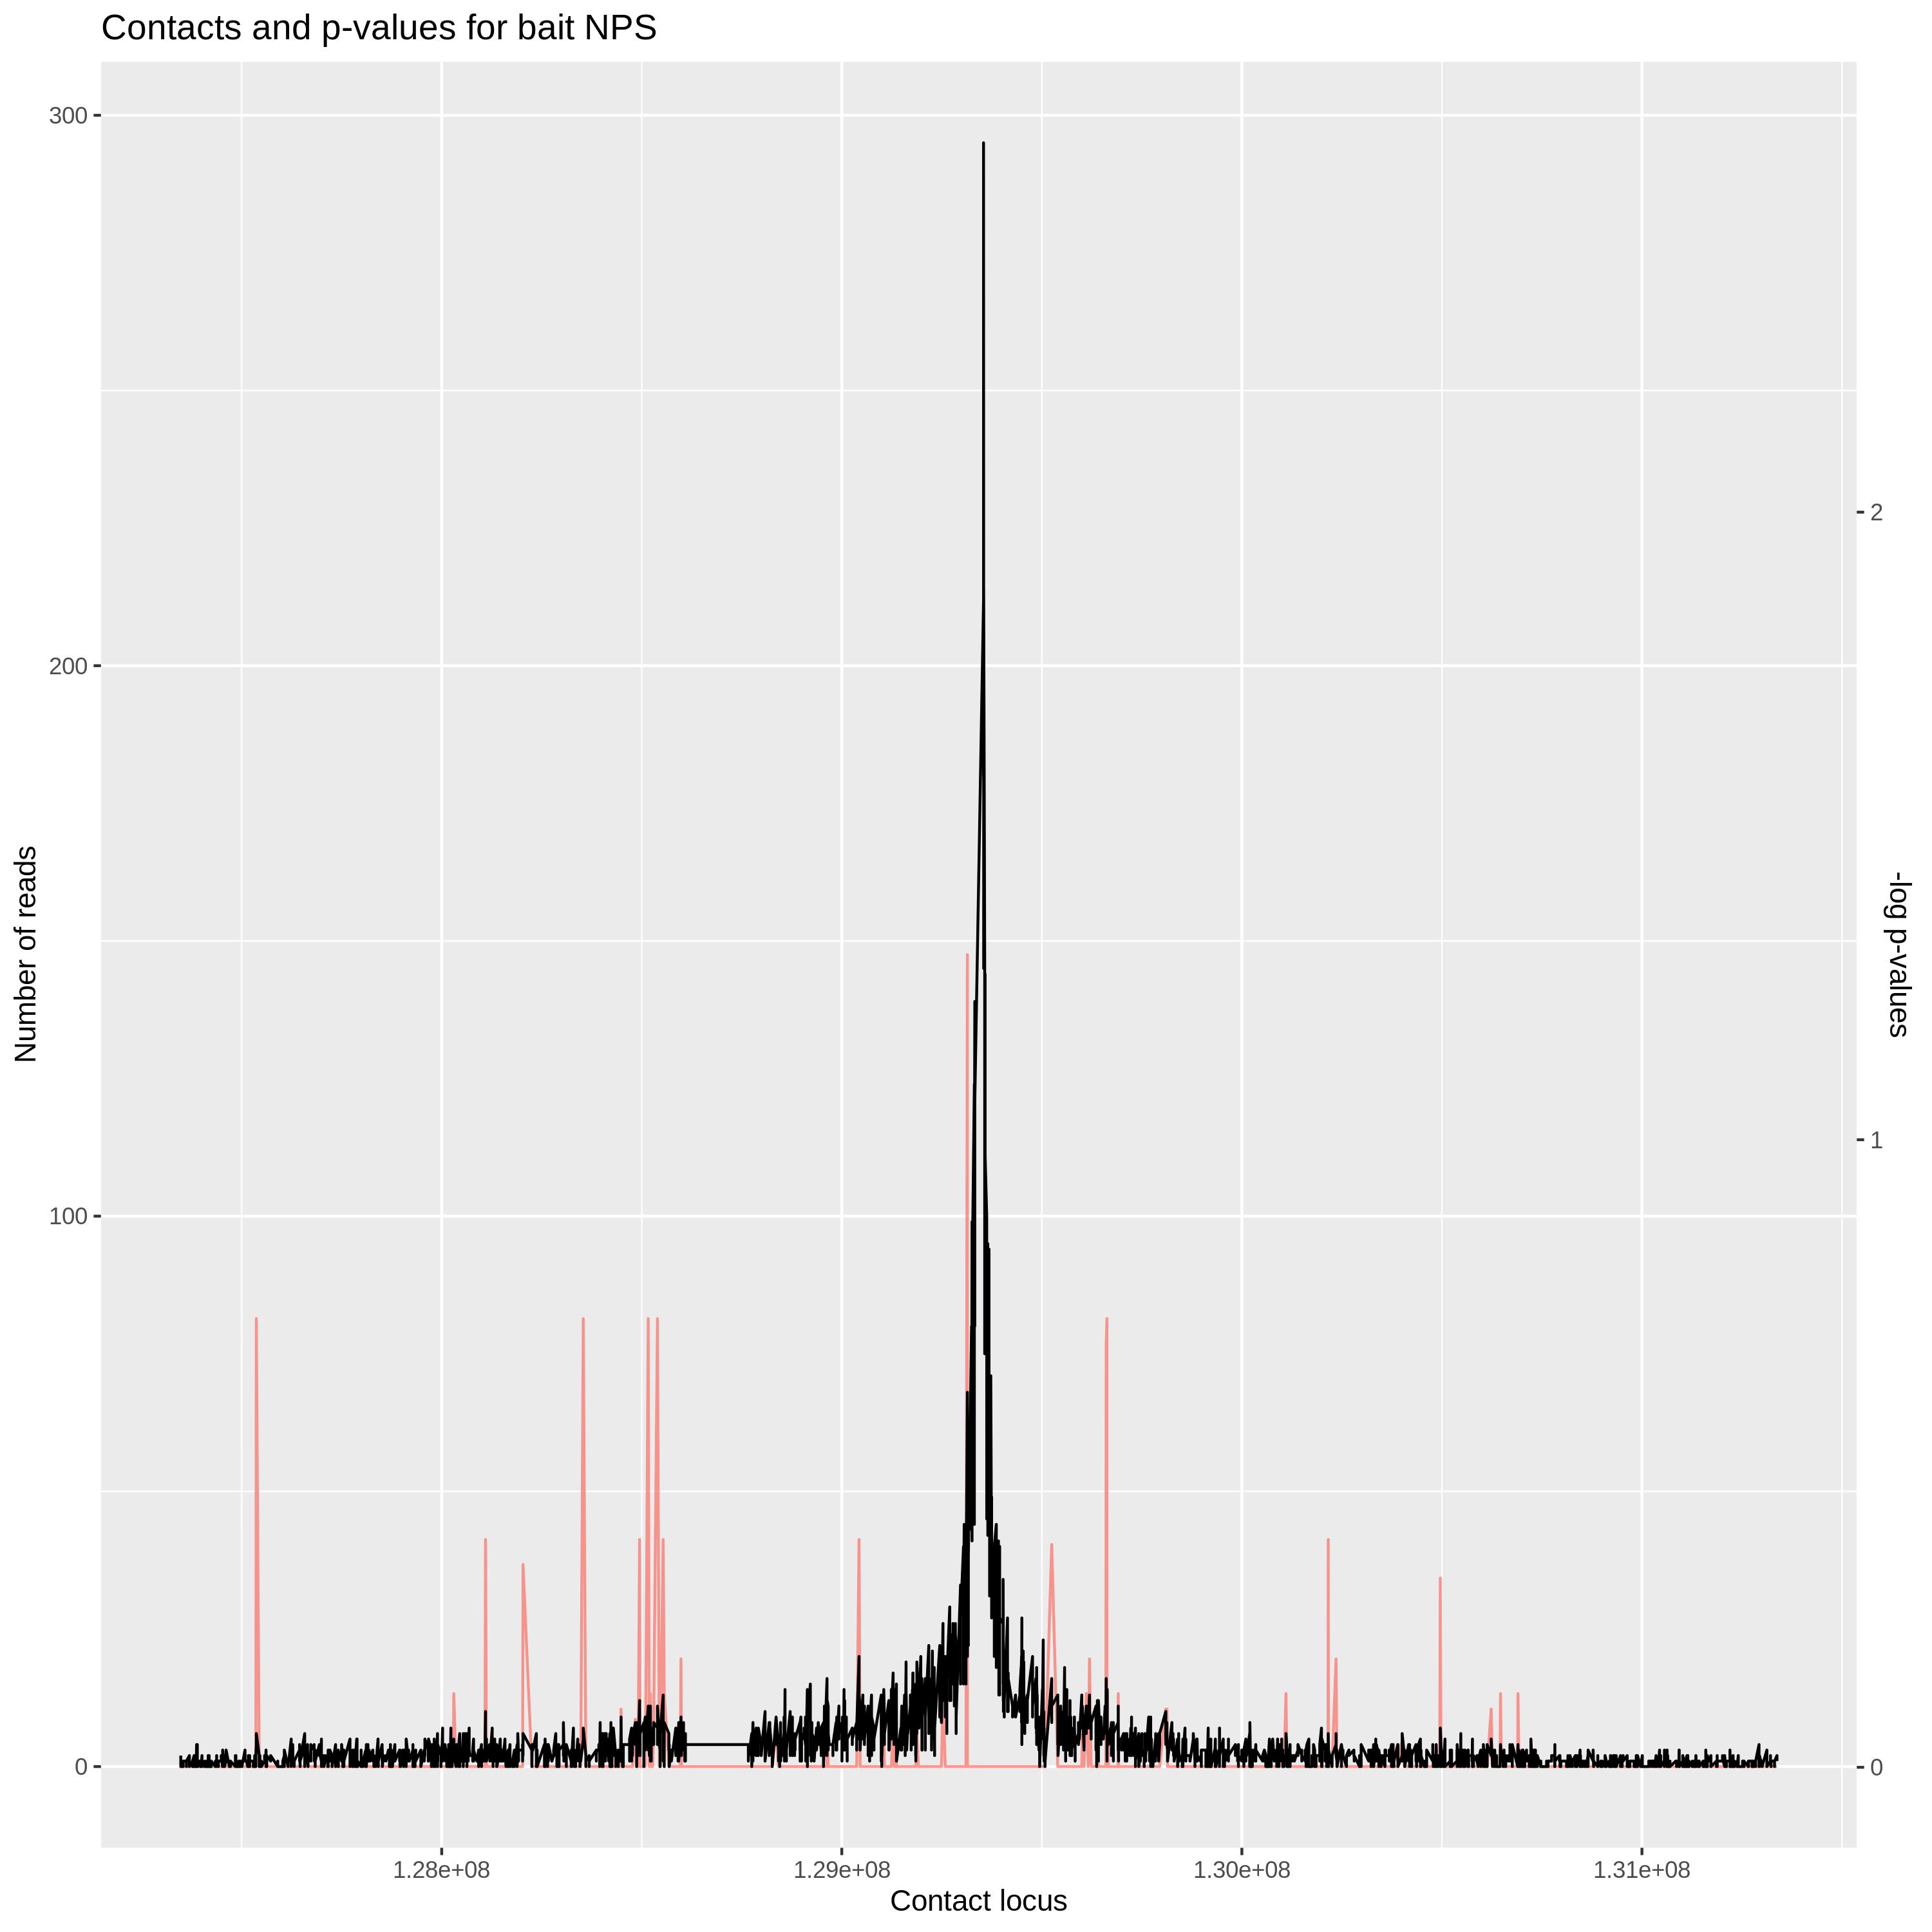 Contacts and p-values for bait NPS
300
200
100
0
Number of reads
2
1
0
-log p-values
1.28e+08
1.29e+08
1.30e+08
1.31e+08
Contact locus